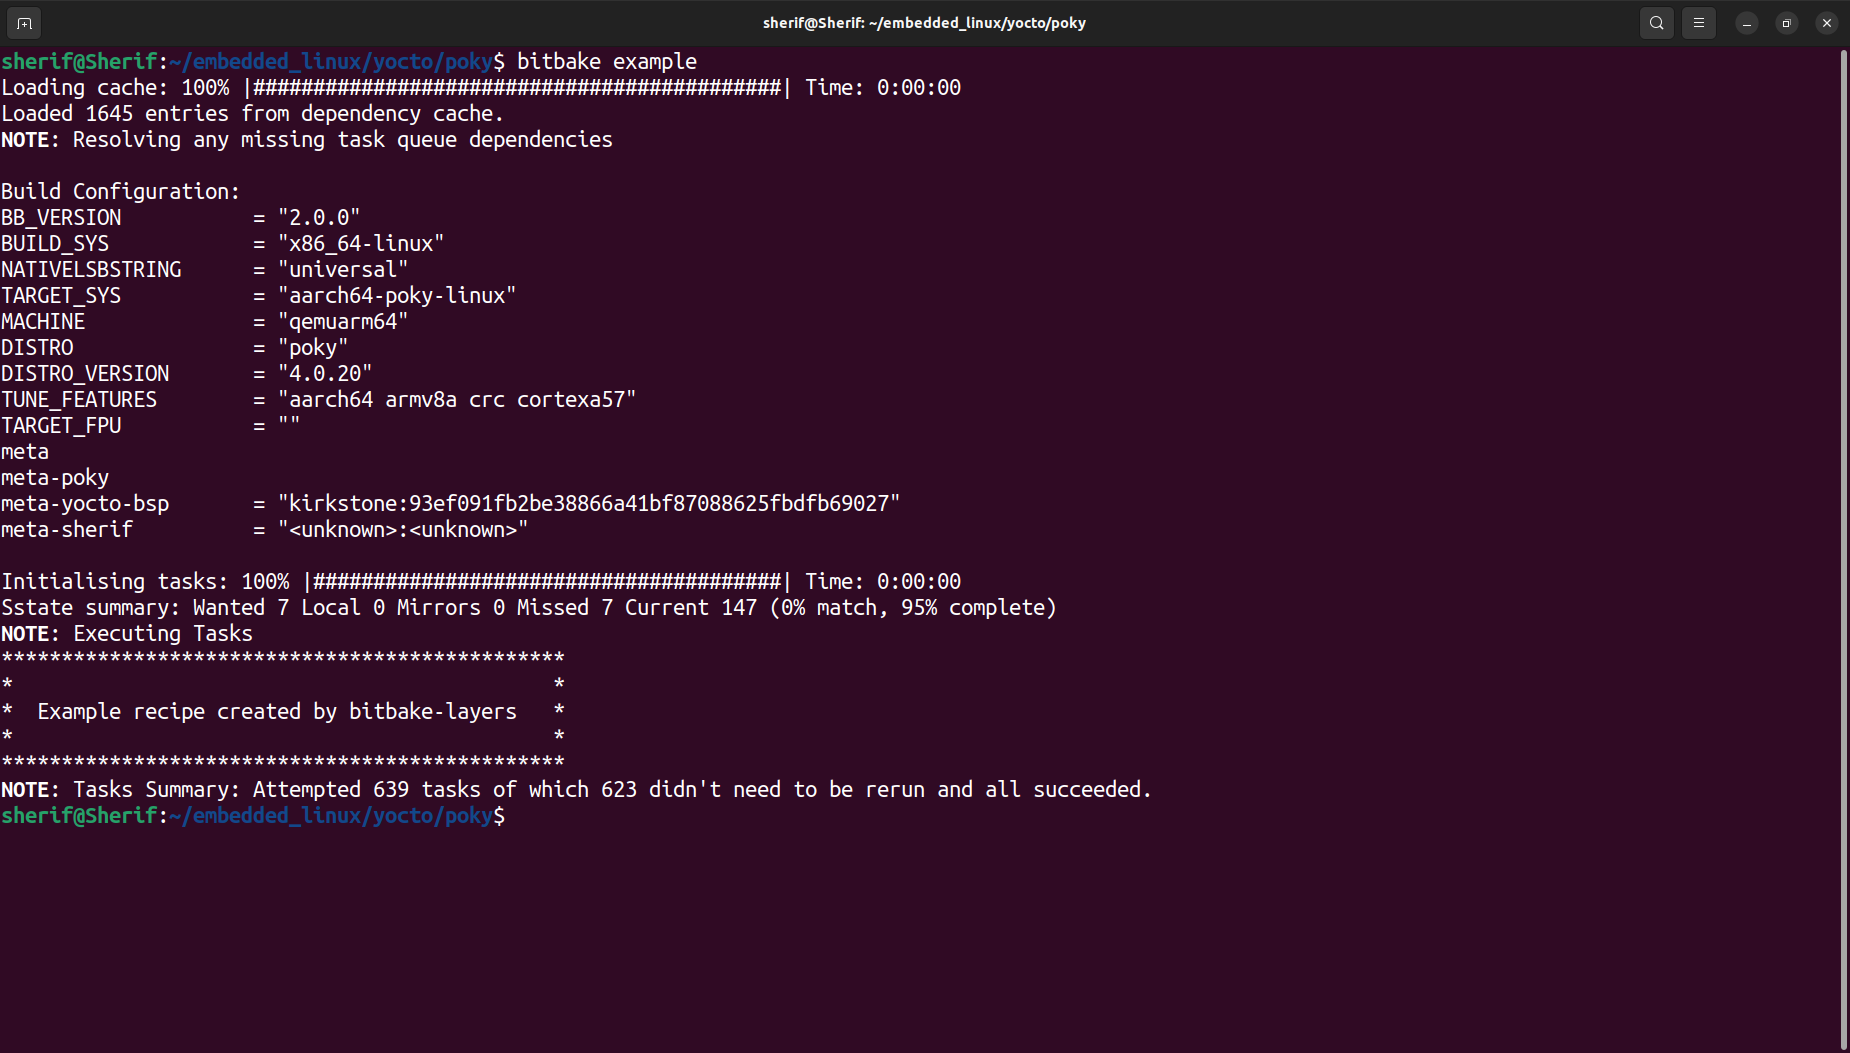 sherif@Sherif: ~/embedded_linux/yocto/poky
sherif@Sherif:~/embedded_linux/yocto/poky$ bitbake example
Loading cache: 100% |############################################| Time: 0:00:00
Loaded 1645 entries from dependency cache.
NOTE: Resolving any missing task queue dependencies
Build Configuration:
BB_VERSION           = "2.0.0"
BUILD_SYS            = "x86_64-linux"
NATIVELSBSTRING      = "universal"
TARGET_SYS           = "aarch64-poky-linux"
MACHINE              = "qemuarm64"
DISTRO               = "poky"
DISTRO_VERSION       = "4.0.20"
TUNE_FEATURES        = "aarch64 armv8a crc cortexa57"
TARGET_FPU           = ""
meta
meta-poky
meta-yocto-bsp       = "kirkstone:93ef091fb2be38866a41bf87088625fbdfb69027"
meta-sherif          = "<unknown>:<unknown>"
Initialising tasks: 100% |#######################################| Time: 0:00:00
Sstate summary: Wanted 7 Local 0 Mirrors 0 Missed 7 Current 147 (0% match, 95% complete)
NOTE: Executing Tasks
***********************************************
*                                             *
*  Example recipe created by bitbake-layers   *
*                                             *
***********************************************
NOTE: Tasks Summary: Attempted 639 tasks of which 623 didn't need to be rerun and all succeeded.
sherif@Sherif:~/embedded_linux/yocto/poky$